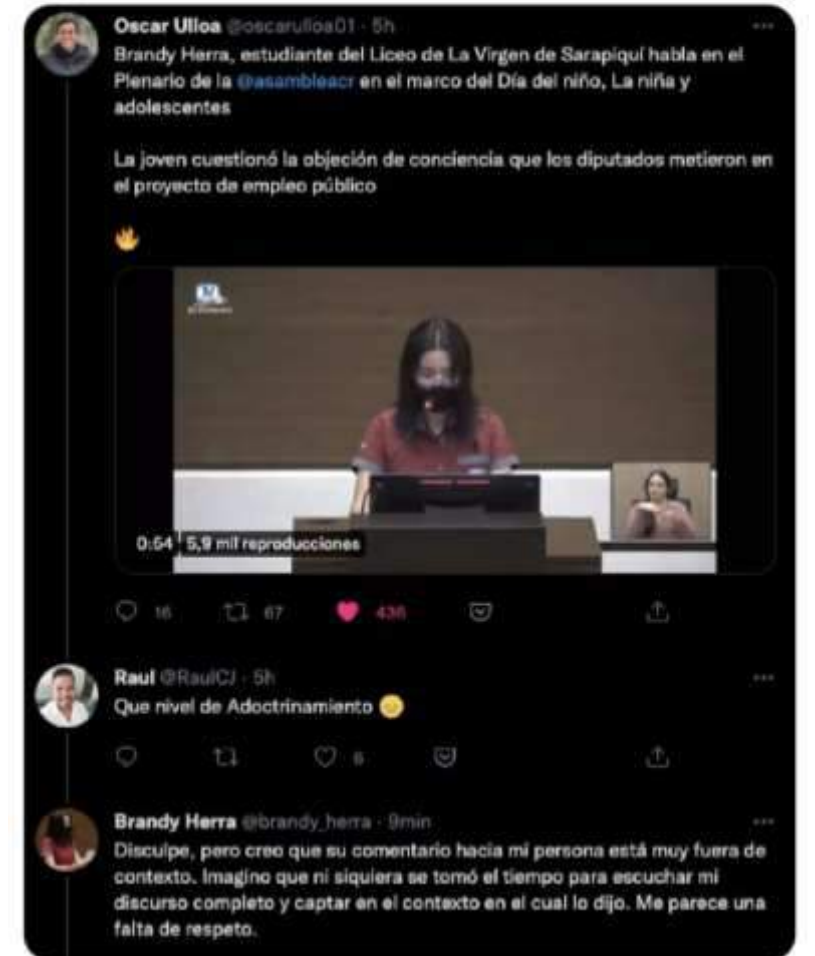 Oscar Ulloa @oscarulloa01 · 5h
Brandy Herra, estudiante del Liceo de La Virgen de Sarapiquí habla en el
Plenario de la @asambleacr en el marco del Día del niño, La niña y
adolescentes
La joven cuestionó la objeción de conciencia que los diputados metieron en
el proyecto de empleo público
🔥
0:54 5,9 mil reproducciones
16 67 436
Raul @RaulCJ · 5h
Que nivel de Adoctrinamiento
6
Brandy Herra @brandy_herra · 9min
Disculpe, pero creo que su comentario hacia mi persona está muy fuera de
contexto. Imagino que ni siquiera se tomó el tiempo para escuchar mi
discurso completo y captar en el contexto en el cual lo dijo. Me parece una
falta de respeto.